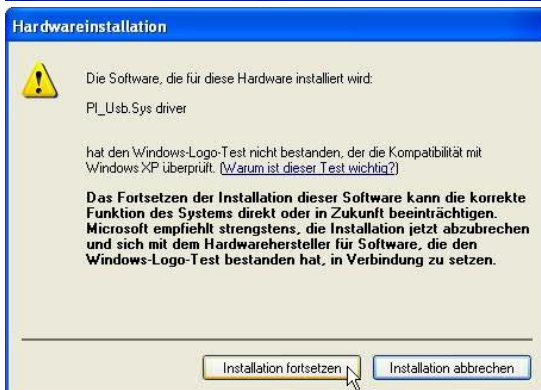 Hardwareinstallation
Die Software, die für diese Hardware installiert wird:
PI_Usb.Sys driver
hat den Windows-Logo-Test nicht bestanden, der die Kompatibilität mit
Windows XP überprüft. (Warum ist dieser Test wichtig?)
Das Fortsetzen der Installation dieser Software kann die korrekte
Funktion des Systems direkt oder in Zukunft beeinträchtigen.
Microsoft empfiehlt strengstens, die Installation jetzt abzubrechen
und sich mit dem Hardwarehersteller für Software, die den
Windows-Logo-Test bestanden hat, in Verbindung zu setzen.
Installation fortsetzen
Installation abbrechen